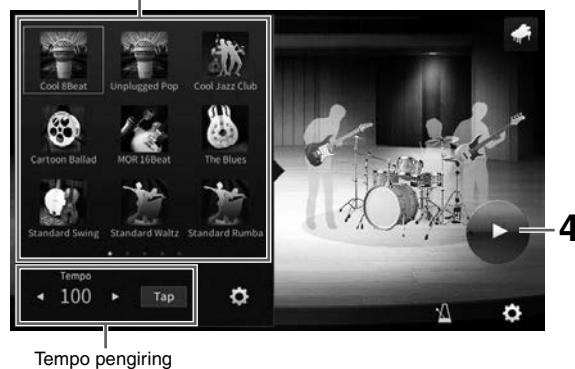 Cool 8Beat Unplugged Pop Cool Jazz Club
Cartoon Ballad MOR 16Beat The Blues
Standard Swing Standard Waltz Standard Rumba
4
Tempo
100 Tap
Tempo pengiring